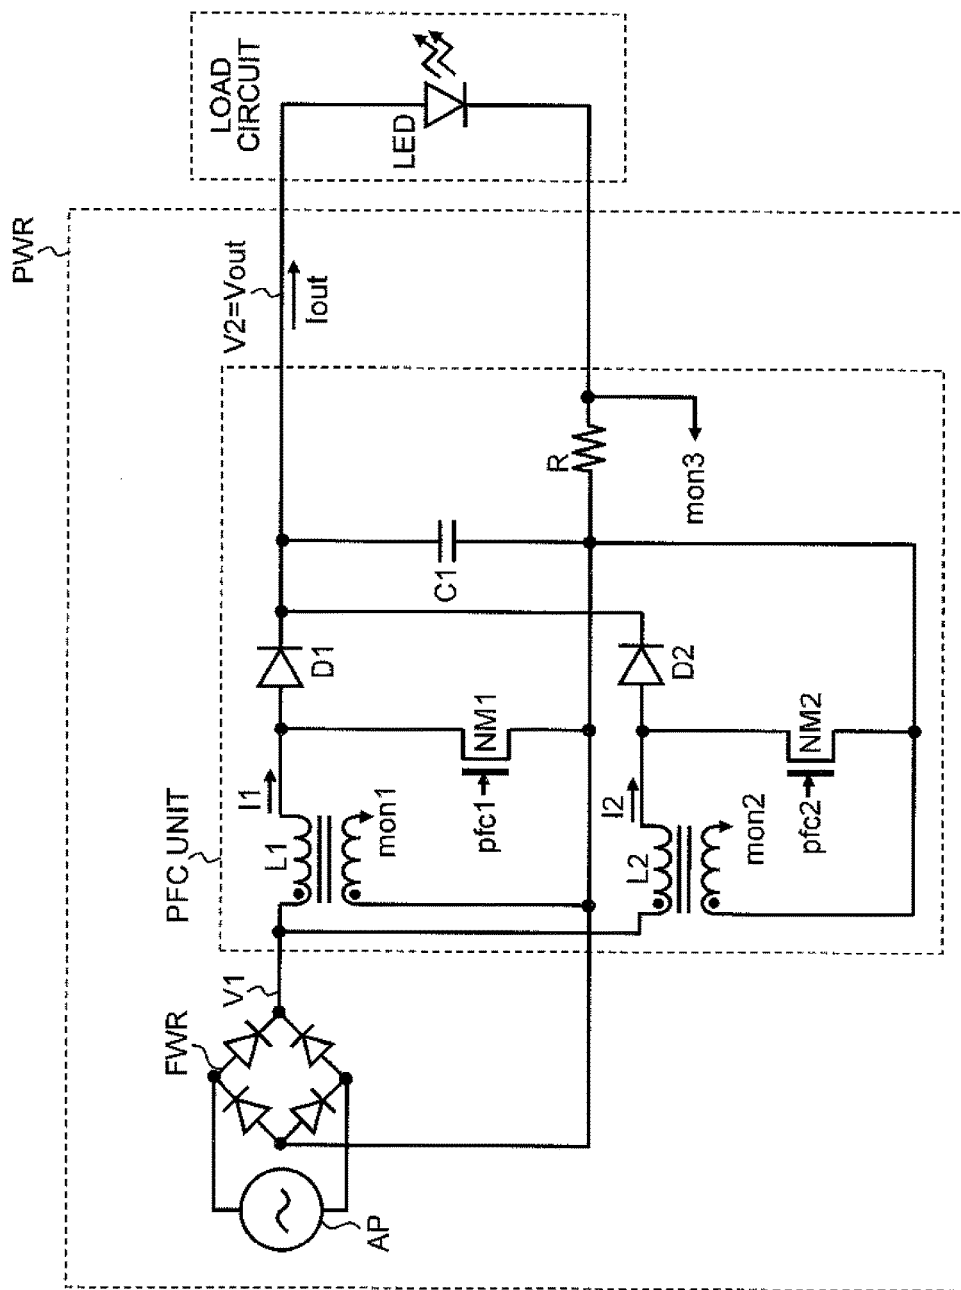 PWR
LOAD
CIRCUIT
LED
V2=Vout
Iout
PFC UNIT
V1
FWR
AP
L1
I1
mon1
D1
NM1
pfc1
C1
R
mon3
L2
I2
mon2
D2
NM2
pfc2